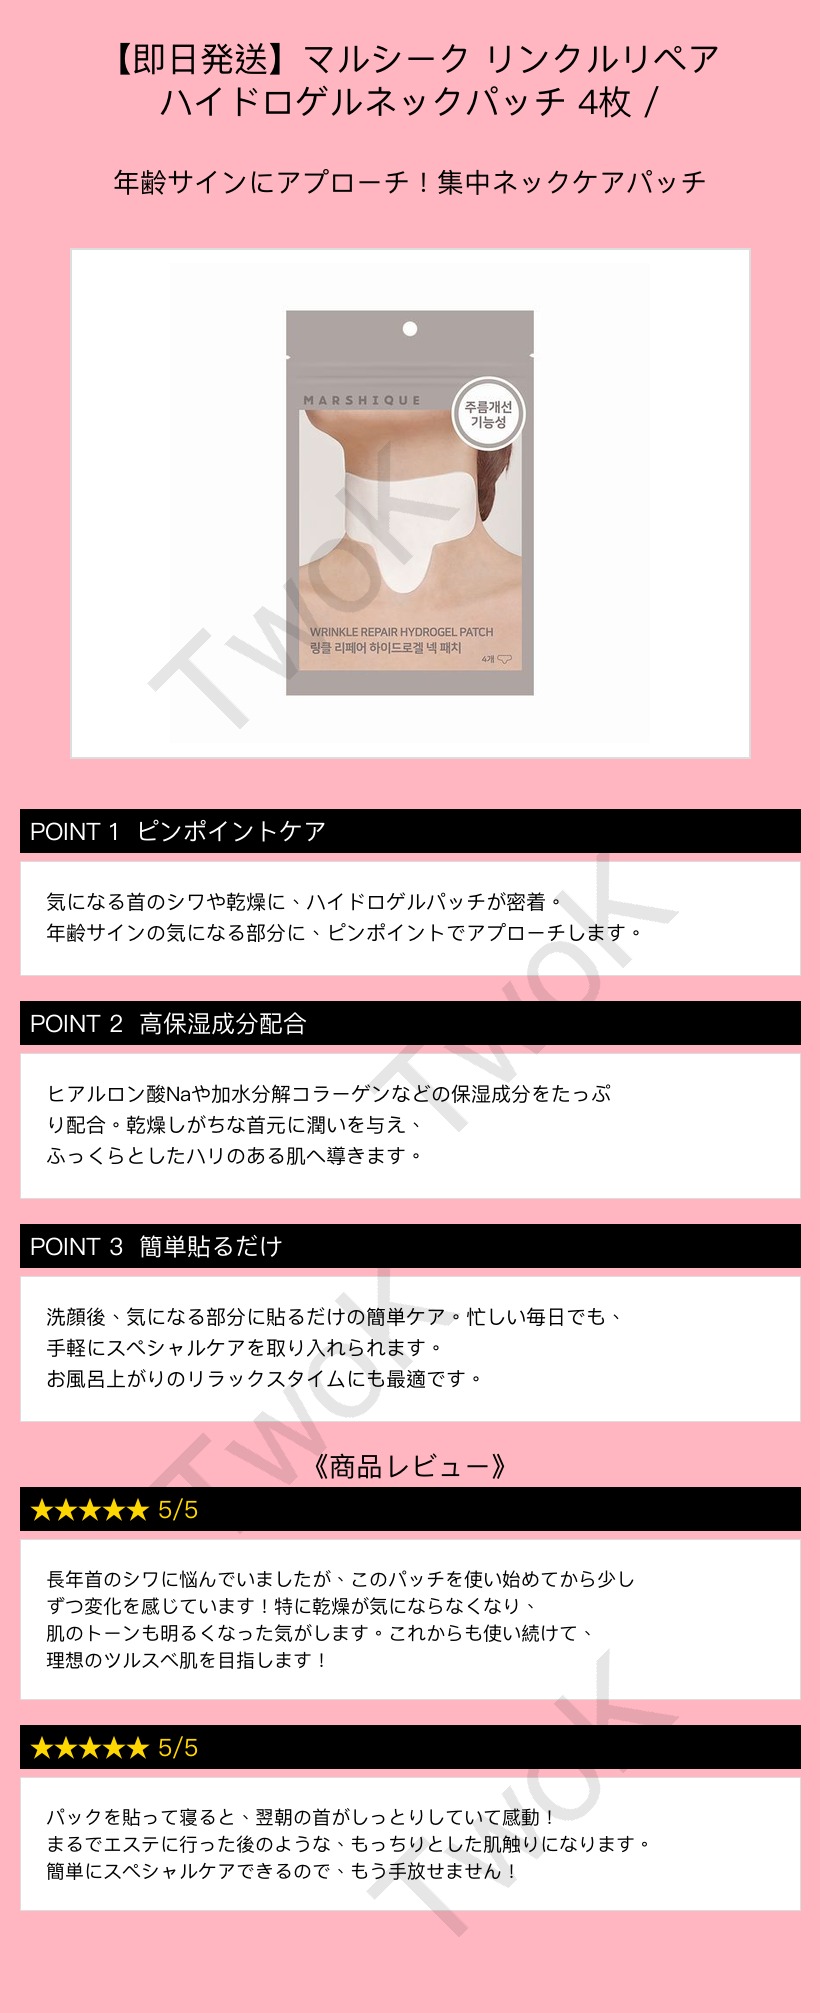 【即日発送】マルシーク リンクルリペア
ハイドロゲルネックパッチ 4枚 /
年齢サインにアプローチ！集中ネックケアパッチ
MARSHIQUE
주름개선
기능성
WRINKLE REPAIR HYDROGEL PATCH
링클 리페어 하이드로겔 넥 패치
4개
TwoK
POINT 1 ピンポイントケア
気になる首のシワや乾燥に、ハイドロゲルパッチが密着。
年齢サインの気になる部分に、ピンポイントでアプローチします。
TwoK
POINT 2 高保湿成分配合
ヒアルロン酸Naや加水分解コラーゲンなどの保湿成分をたっぷ
り配合。乾燥しがちな首元に潤いを与え、
ふっくらとしたハリのある肌へ導きます。
POINT 3 簡単貼るだけ
洗顔後、気になる部分に貼るだけの簡単ケア。忙しい毎日でも、
手軽にスペシャルケアを取り入れられます。
お風呂上がりのリラックスタイムにも最適です。
TwoK
《商品レビュー》
★★★★★ 5/5
長年首のシワに悩んでいましたが、このパッチを使い始めてから少し
ずつ変化を感じています！特に乾燥が気にならなくなり、
肌のトーンも明るくなった気がします。これからも使い続けて、
理想のツルスベ肌を目指します！
★★★★★ 5/5
パックを貼って寝ると、翌朝の首がしっとりしていて感動！
まるでエステに行った後のような、もっちりとした肌触りになります。
簡単にスペシャルケアできるので、もう手放せません！
TwoK